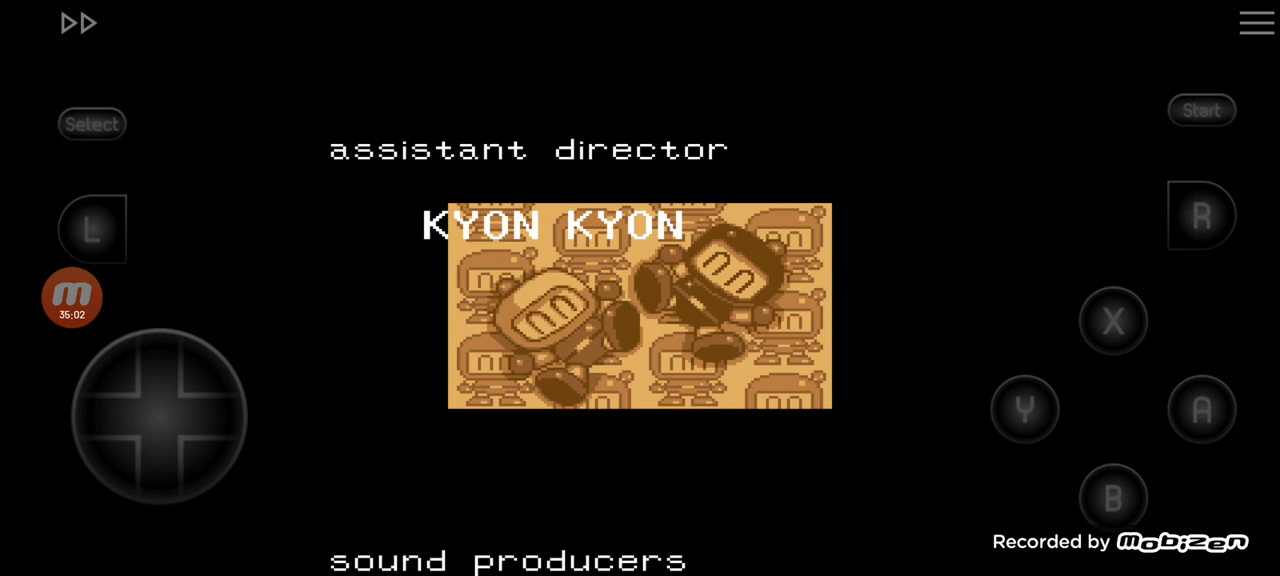 Select
Start
assistant director
KYON KYON
L
R
35:02
X
Y
A
B
Recorded by mobizen
sound producers